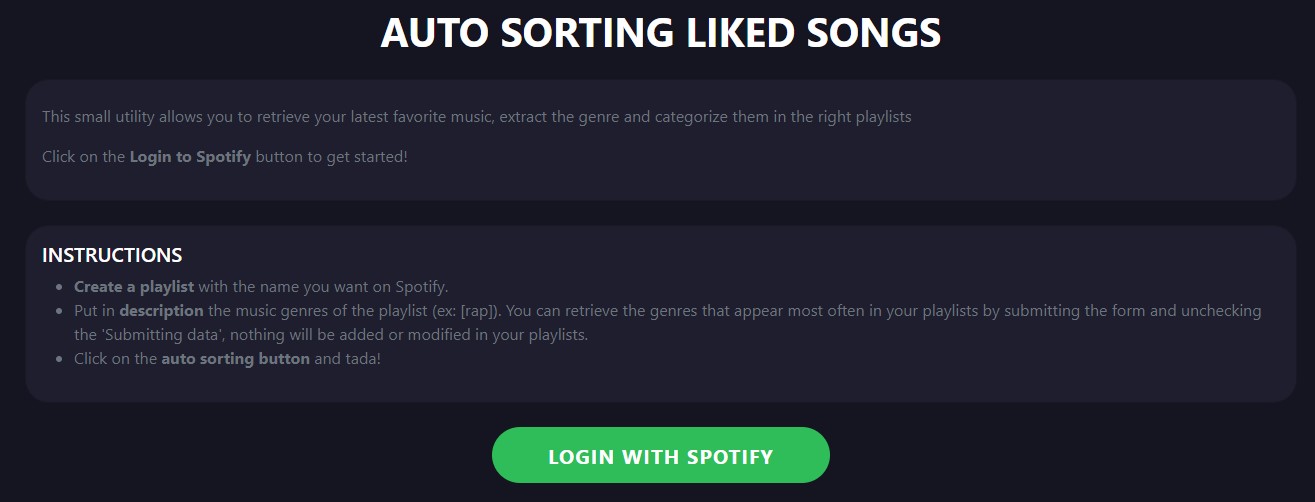 AUTO SORTING LIKED SONGS
This small utility allows you to retrieve your latest favorite music, extract the genre and categorize them in the right playlists
Click on the Login to Spotify button to get started!
INSTRUCTIONS
• Create a playlist with the name you want on Spotify.
• Put in description the music genres of the playlist (ex: [rap]). You can retrieve the genres that appear most often in your playlists by submitting the form and unchecking
the 'Submitting data', nothing will be added or modified in your playlists.
• Click on the auto sorting button and tada!
LOGIN WITH SPOTIFY